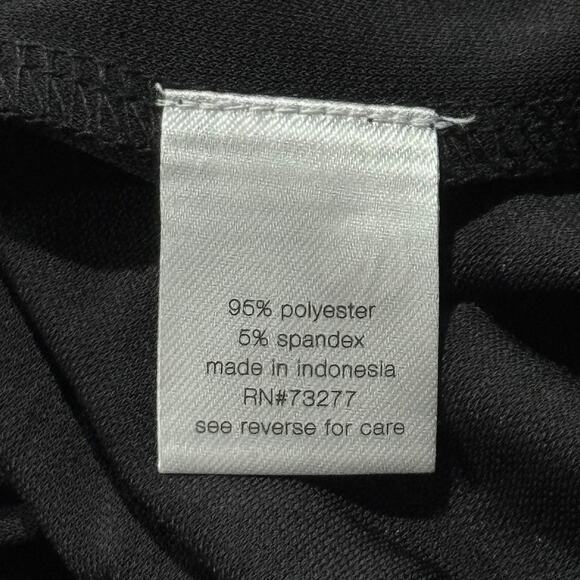 95% polyester
5% spandex
made in indonesia
RN#73277
see reverse for care